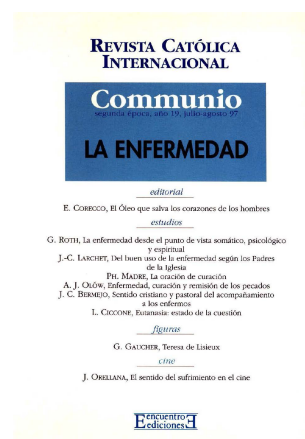 REVISTA CATÓLICA
INTERNACIONAL
Communio
segunda época, año 19, julio-agosto 97
LA ENFERMEDAD
editorial
E. CORECCO, El Óleo que salva los corazones de los hombres
estudios
G. ROTH, La enfermedad desde el punto de vista somático, psicológico
y espiritual
J.-C. LARCHET, Del buen uso de la enfermedad según los Padres
de la Iglesia
PH. MADRE, La oración de curación
A. J. OLÓW, Enfermedad, curación y remisión de los pecados
J. C. BERMEJO, Sentido cristiano y pastoral del acompañamiento
a los enfermos
L. CICCONE, Eutanasia: estado de la cuestión
figuras
G. GAUCHER, Teresa de Lisieux
cine
J. ORELLANA, El sentido del sufrimiento en el cine
encuentro
ediciones